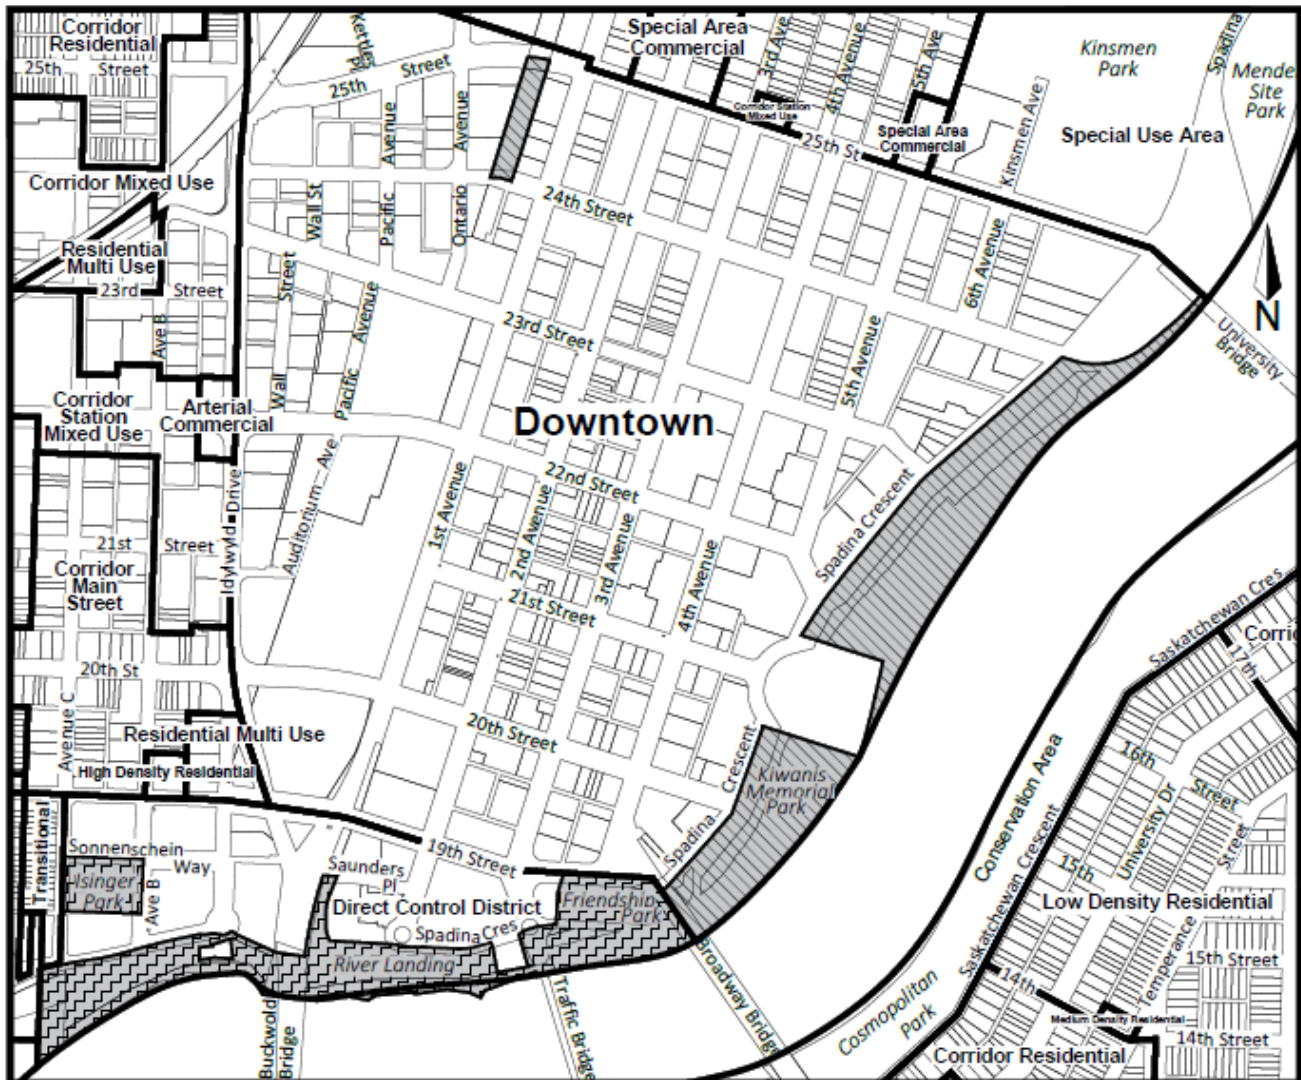 Corridor
Residential
25th Street
Kettles Pl
25th Street
Special Area
Commercial
3rd Ave
4th Avenue
5th Ave
Kinsmen
Park
Spadina
Site
Park
Corridor Station
Mixed Use
Special Area
Commercial
25th St
Kinsmen Ave
Special Use Area
Corridor Mixed Use
Wall St
Pacific Avenue
Ontario Avenue
24th Street
6th Avenue
N
Residential
Multi Use
23rd Street
Ave B
Wall Street
Pacific Avenue
23rd Street
5th Avenue
University
Bridge
Corridor
Station
Mixed Use
Arterial
Commercial
Downtown
22nd Street
Auditorium Ave
1st Avenue
2nd Avenue
3rd Avenue
4th Avenue
Spadina Crescent
Idylwyld Drive
21st Street
Corridor
Main
Street
21st Street
Saskatchewan Cres
17th
20th St
Avenue C
Residential Multi Use
High Density Residential
20th Street
Spadina Crescent
Kiwanis
Memorial
Park
Conservation Area
16th Street
University Dr
Saskatchewan Crescent
15th Street
Transitional
Sonnenschein
Way
Isinger
Park
Ave B
19th Street
Saunders
Pl
Direct Control District
Spadina Cres
Friendship
Park
River Landing
Low Density Residential
Temperance
15th Street
14th
Medium Density Residential
14th Street
Buckwold
Bridge
Traffic Bridge
Broadway Bridge
Cosmopolitan
Park
Corridor Residential